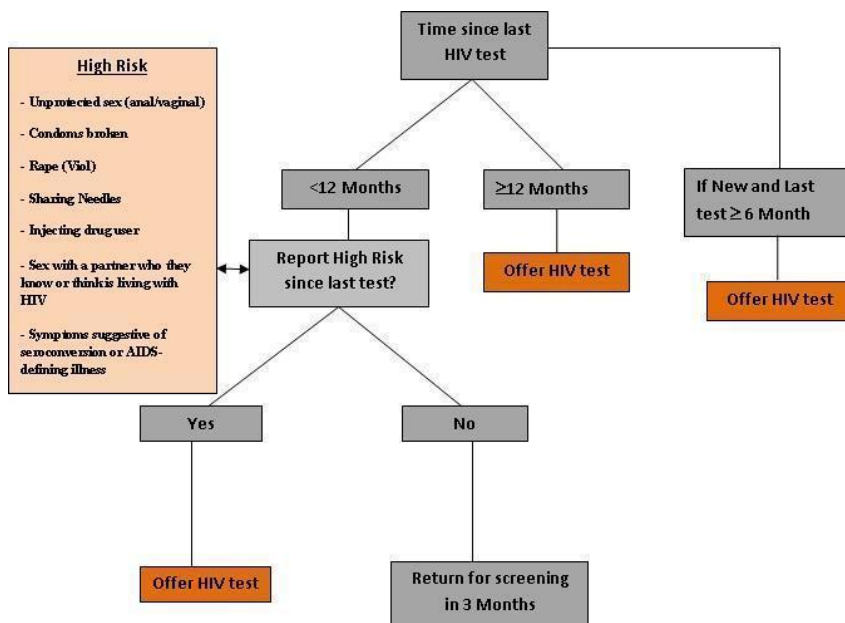 High Risk
- Unprotected sex (anal/vaginal)
- Condoms broken
- Rape (Viol)
- Sharing Needles
- Injecting drug user
- Sex with a partner who they
know or think is living with
HIV
- Symptoms suggestive of
seroconversion or AIDS-
defining illness
Time since last
HIV test
<12 Months
≥12 Months
If New and Last
test ≥ 6 Month
Report High Risk
since last test?
Offer HIV test
Offer HIV test
Yes
No
Offer HIV test
Return for screening
in 3 Months